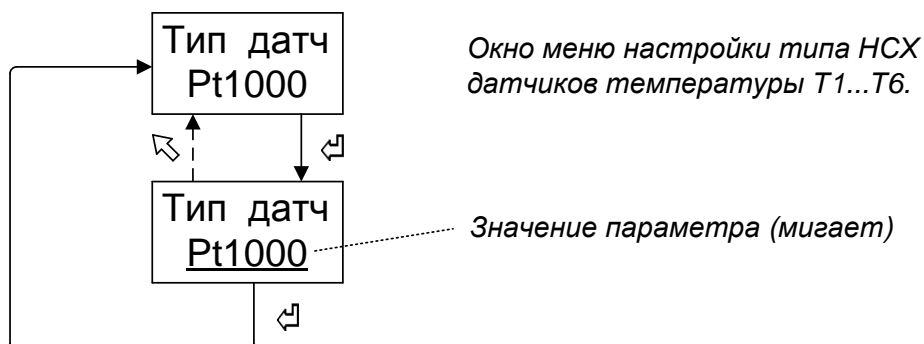 Тип датч
Pt1000
Окно меню настройки типа НСХ
датчиков температуры Т1...Т6.
Тип датч
Pt1000
Значение параметра (мигает)